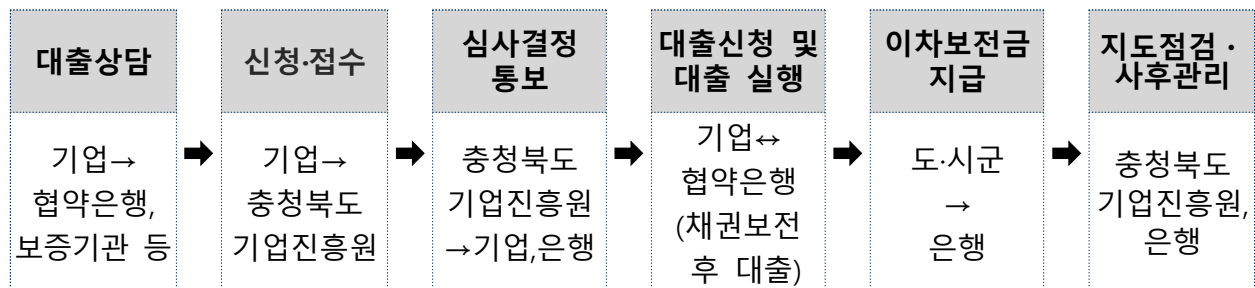 대출상담
기업→
협약은행,
보증기관 등
➡
신청·접수
기업→
충청북도
기업진흥원
➡
심사결정
통보
충청북도
기업진흥원
→기업,은행
➡
대출신청 및
대출 실행
기업↔
협약은행
(채권보전
후 대출)
➡
이차보전금
지급
도·시군
→
은행
➡
지도점검·
사후관리
충청북도
기업진흥원,
은행